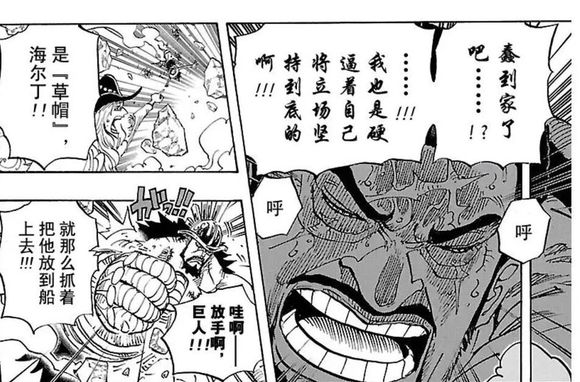 蠢到家了
吧……!?
……
我也是硬
逼着自己
将立场坚
持到底的
啊!!!
呼
呼
是『草帽』，
海尔丁!!
哇啊——
放手啊，
巨人!!!
就那么抓着
把他放到船
上去!!!